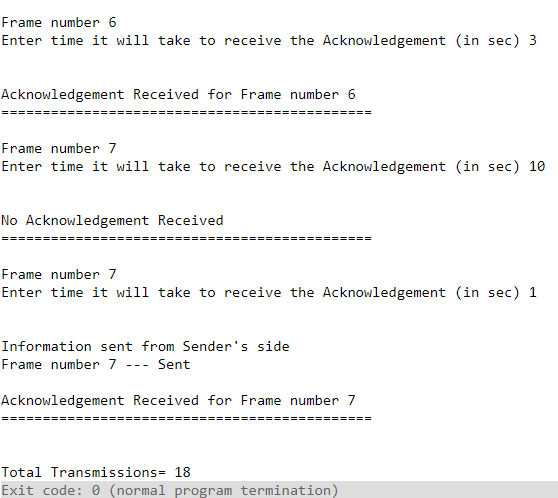 Frame number 6
Enter time it will take to receive the Acknowledgement (in sec) 3
Acknowledgement Received for Frame number 6
=============================================
Frame number 7
Enter time it will take to receive the Acknowledgement (in sec) 10
No Acknowledgement Received
=============================================
Frame number 7
Enter time it will take to receive the Acknowledgement (in sec) 1
Information sent from Sender's side
Frame number 7 --- Sent
Acknowledgement Received for Frame number 7
=============================================
Total Transmissions= 18
Exit code: 0 (normal program termination)